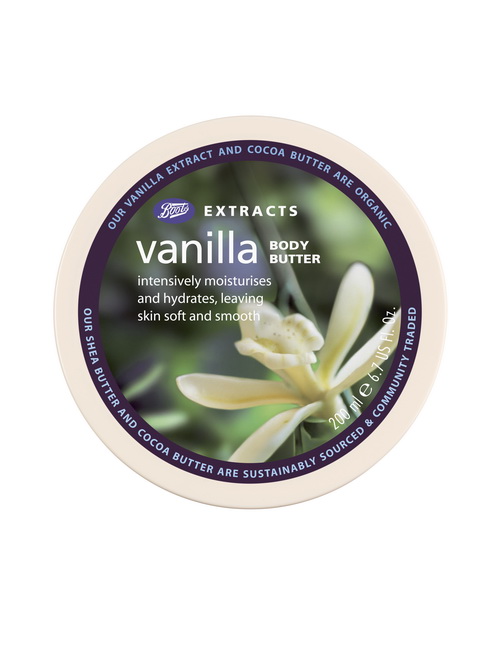 OUR VANILLA EXTRACT AND COCOA BUTTER ARE ORGANIC
Boots EXTRACTS
vanilla BODY BUTTER
intensively moisturises
and hydrates, leaving
skin soft and smooth
200 ml ℮ 6.7 US Fl. Oz.
OUR SHEA BUTTER AND COCOA BUTTER ARE SUSTAINABLY SOURCED & COMMUNITY TRADED